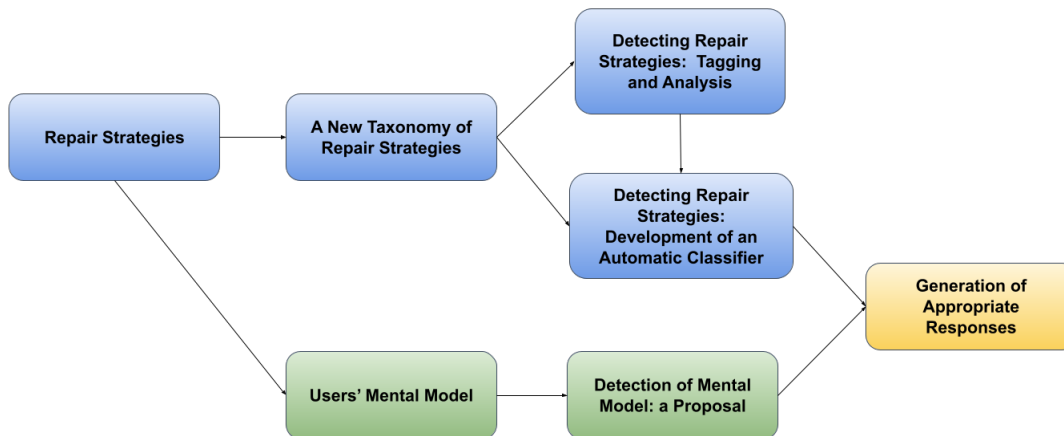 Detecting Repair
Strategies: Tagging
and Analysis
Repair Strategies
A New Taxonomy of
Repair Strategies
Detecting Repair
Strategies:
Development of an
Automatic Classifier
Generation of
Appropriate
Responses
Users’ Mental Model
Detection of Mental
Model: a Proposal